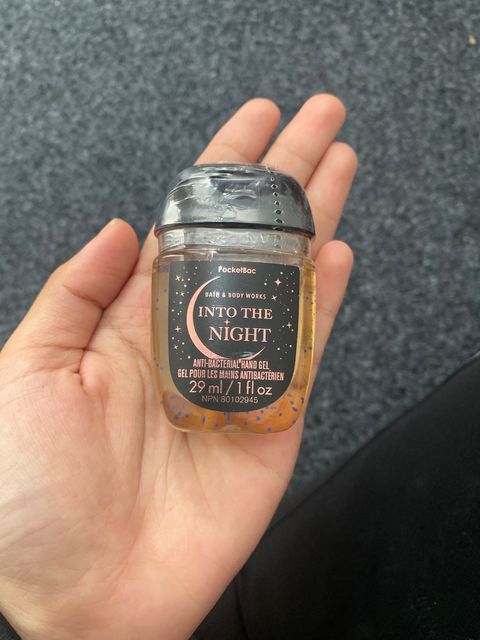 PocketBac
BATH & BODY WORKS
INTO THE
NIGHT
ANTI-BACTERIAL HAND GEL
GEL POUR LES MAINS ANTIBACTÉRIEN
29 ml / 1 fl oz
NPN 80102945